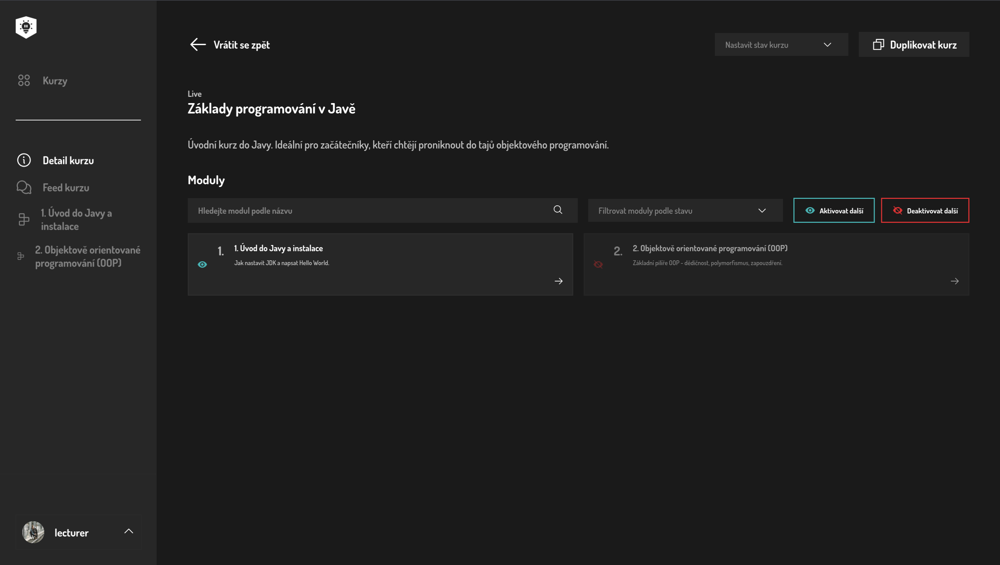 Vrátit se zpět
Nastavit stav kurzu
Duplikovat kurz
Kurzy
Live
Základy programování v Javě
Úvodní kurz do Javy. Ideální pro začátečníky, kteří chtějí proniknout do tajů objektového programování.
Detail kurzu
Feed kurzu
1. Úvod do Javy a
instalace
2. Objektově orientované
programování (OOP)
Moduly
Hledejte modul podle názvu
Filtrovat moduly podle stavu
Aktivovat další
Deaktivovat další
1.
1. Úvod do Javy a instalace
Jak nastavit JDK a napsat Hello World.
2.
2. Objektově orientované programování (OOP)
Základní pilíře OOP - dědičnost, polymorfismus, zapouzdření.
lecturer